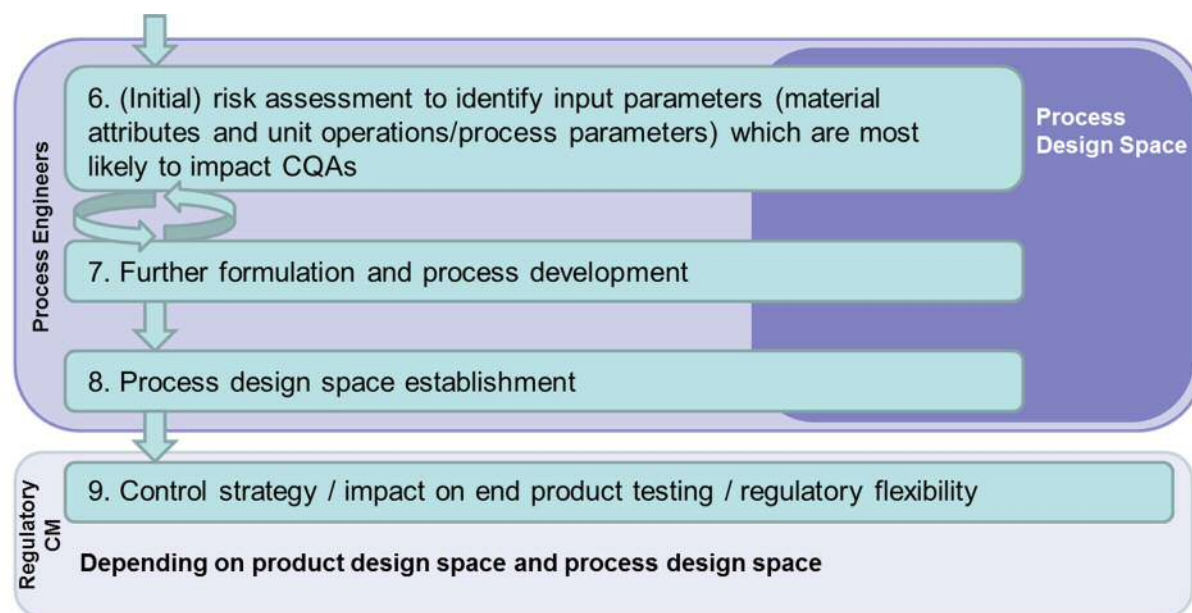 6. (Initial) risk assessment to identify input parameters (material
attributes and unit operations/process parameters) which are most
likely to impact CQAs
Process
Design Space
Process Engineers
7. Further formulation and process development
8. Process design space establishment
9. Control strategy / impact on end product testing / regulatory flexibility
Regulatory
CM
Depending on product design space and process design space